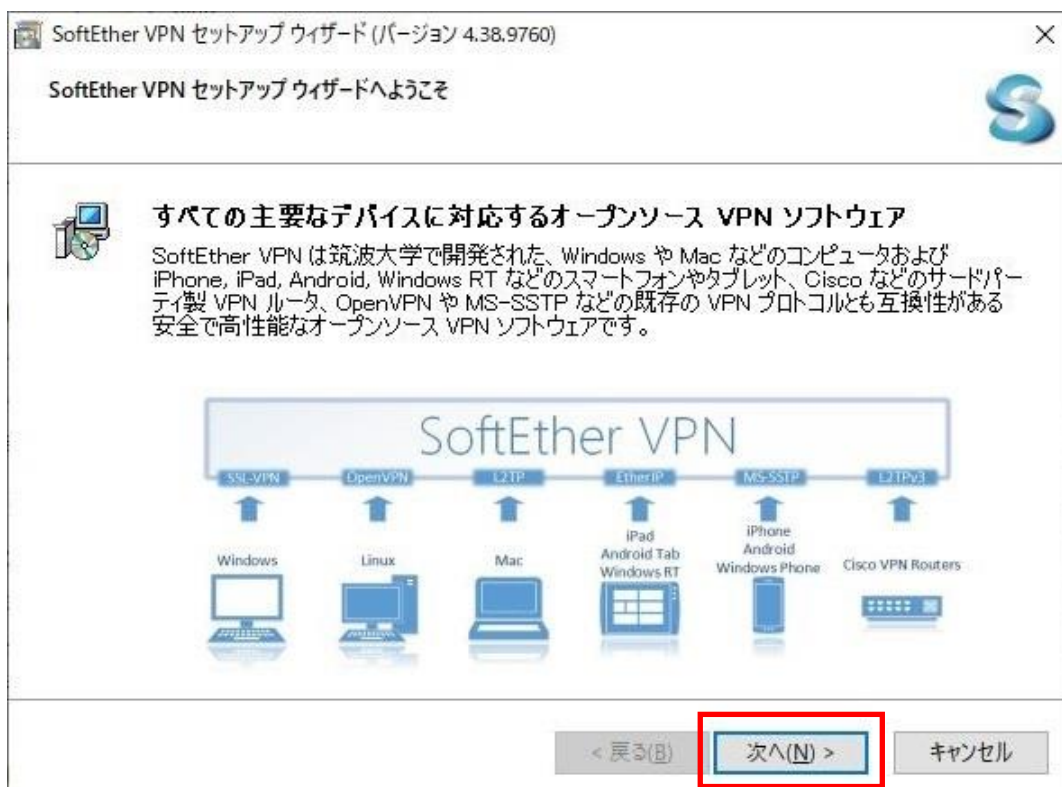 SoftEther VPN セットアップ ウィザード (バージョン 4.38.9760)
SoftEther VPN セットアップ ウィザードへようこそ
すべての主要なデバイスに対応するオープンソース VPN ソフトウェア
SoftEther VPN は筑波大学で開発された、Windows や Mac などのコンピュータおよび
iPhone, iPad, Android, Windows RT などのスマートフォンやタブレット、Cisco などのサードパー
ティ製 VPN ルータ、OpenVPN や MS-SSTP などの既存の VPN プロトコルとも互換性がある
安全で高性能なオープンソース VPN ソフトウェアです。
SoftEther VPN
SSL-VPN OpenVPN L2TP EtherIP MS-SSTP L2TPv3
Windows
Linux
Mac
iPad
Android Tab
Windows RT
iPhone
Android
Windows Phone
Cisco VPN Routers
< 戻る(B) 次へ(N) > キャンセル